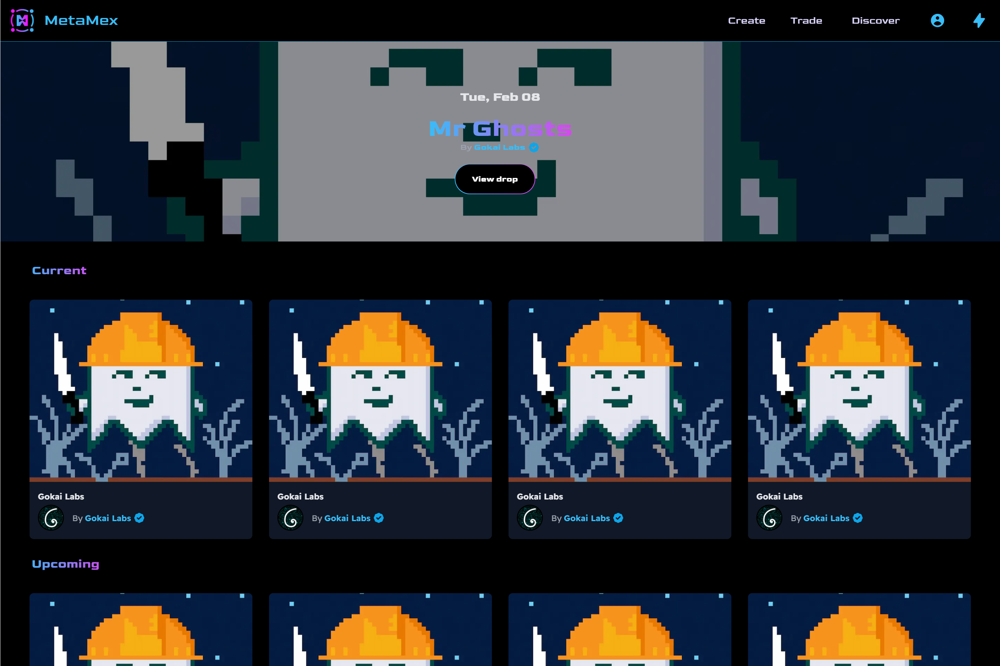 MetaMex
Create Trade Discover
Tue, Feb 08
Mr Ghosts
By Gokai Labs
View drop
Current
Gokai Labs
By Gokai Labs
Gokai Labs
By Gokai Labs
Gokai Labs
By Gokai Labs
Gokai Labs
By Gokai Labs
Upcoming